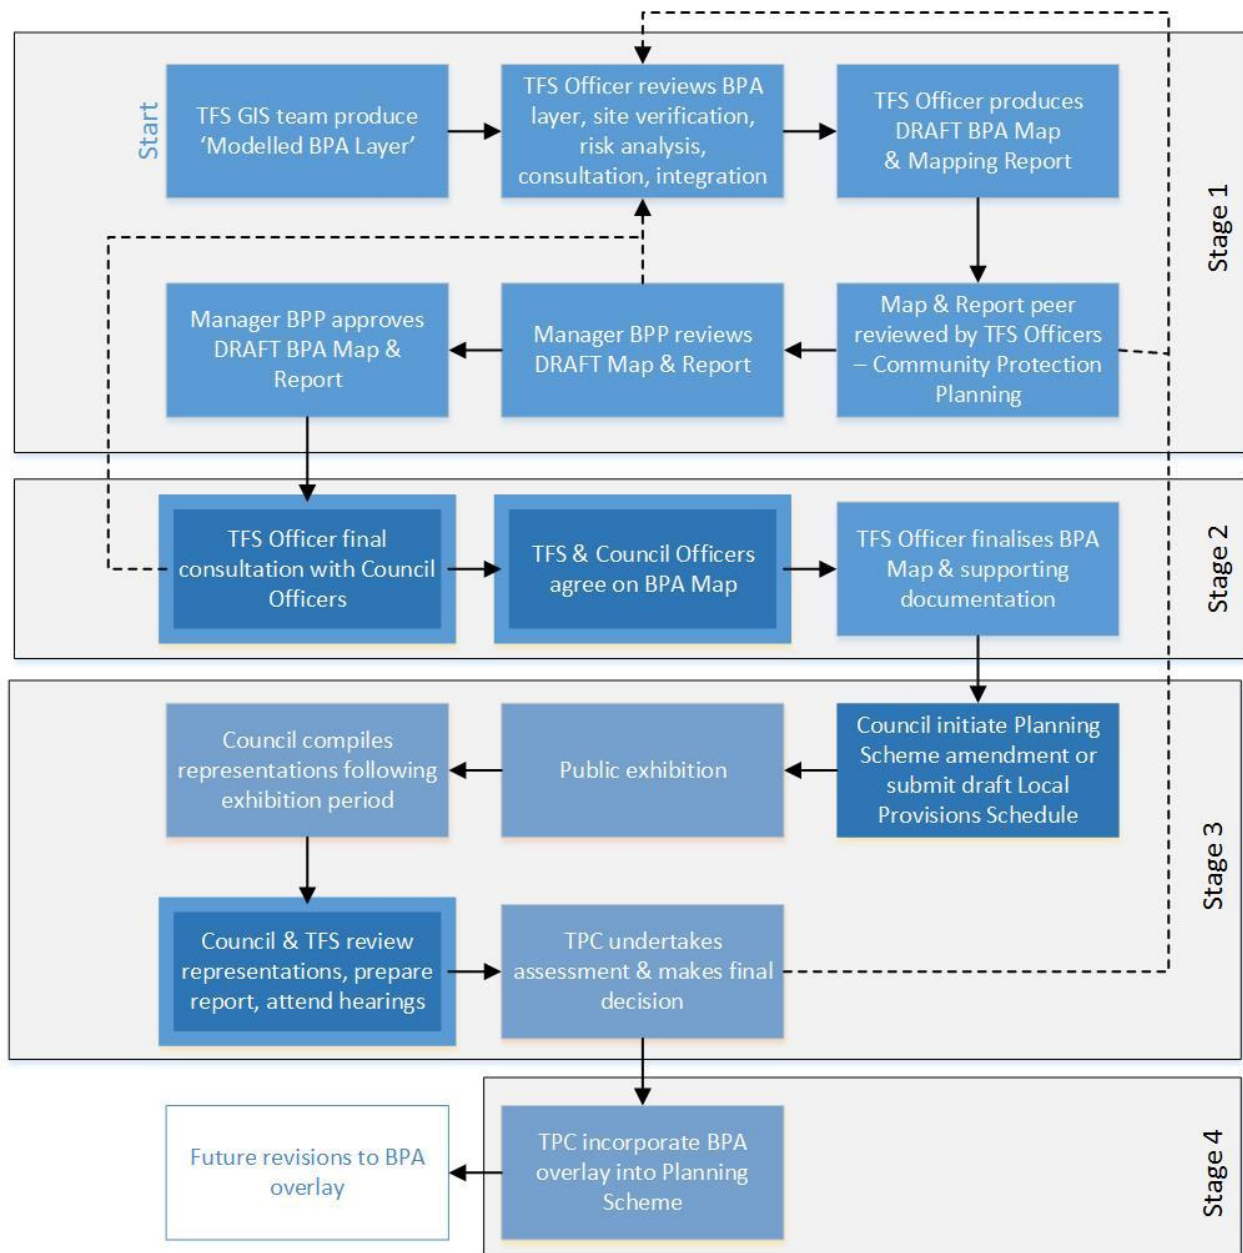 Start
TFS GIS team produce
‘Modelled BPA Layer’
TFS Officer reviews BPA
layer, site verification,
risk analysis,
consultation, integration
TFS Officer produces
DRAFT BPA Map
& Mapping Report
Stage 1
Map & Report peer
reviewed by TFS Officers
– Community Protection
Planning
Manager BPP reviews
DRAFT Map & Report
Manager BPP approves
DRAFT BPA Map &
Report
TFS Officer final
consultation with Council
Officers
TFS & Council Officers
agree on BPA Map
TFS Officer finalises BPA
Map & supporting
documentation
Stage 2
Council initiate Planning
Scheme amendment or
submit draft Local
Provisions Schedule
Public exhibition
Council compiles
representations following
exhibition period
Stage 3
Council & TFS review
representations, prepare
report, attend hearings
TPC undertakes
assessment & makes final
decision
TPC incorporate BPA
overlay into Planning
Scheme
Stage 4
Future revisions to BPA
overlay